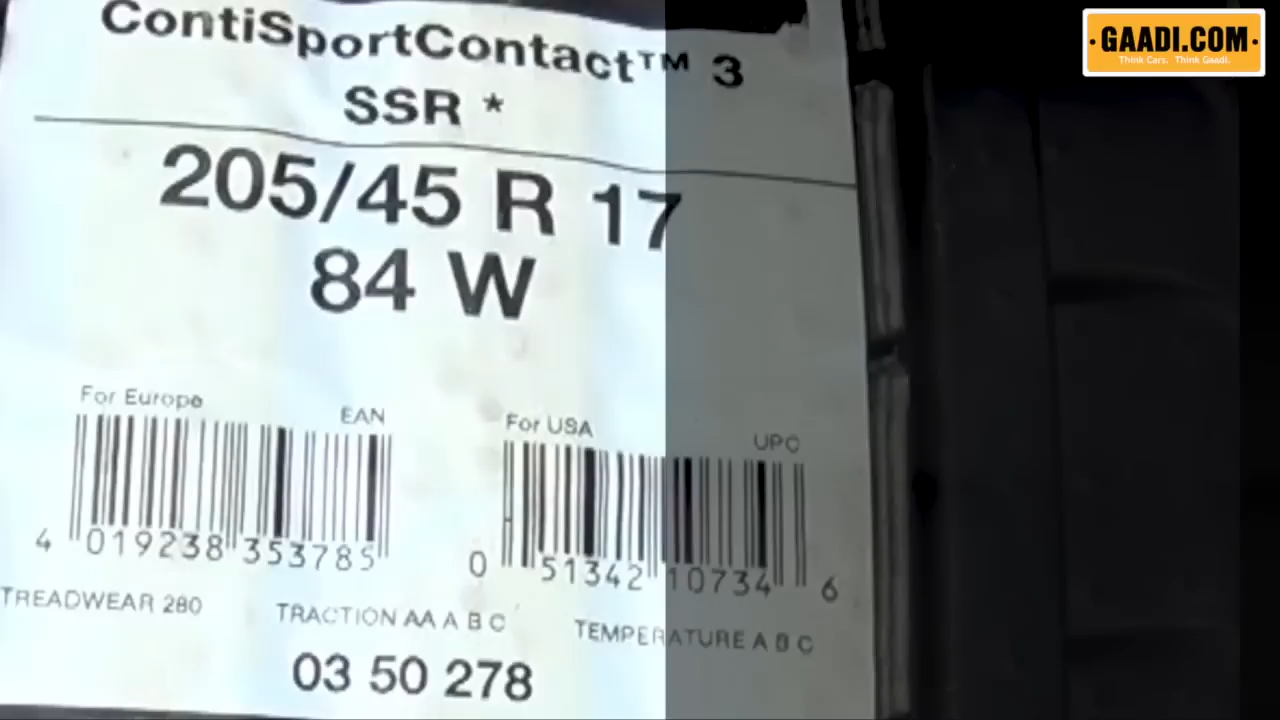 GAADI.COM
Think Cars. Think Gaadi.
ContiSportContact™ 3
SSR *
205/45 R 17
84 W
For Europe
EAN
For USA
UPC
4 019238 353785
0 51342 10734 6
TREADWEAR 280
TRACTION AA A B C
TEMPERATURE A B C
03 50 278